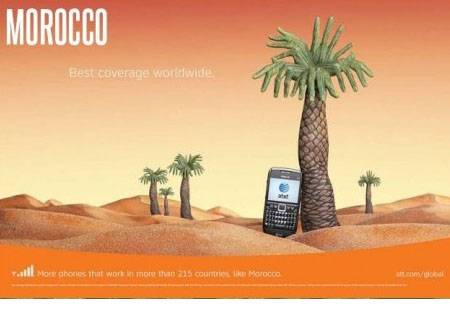 MOROCCO
Best coverage worldwide.
at&t
More phones that work in more than 215 countries, like Morocco.
att.com/global